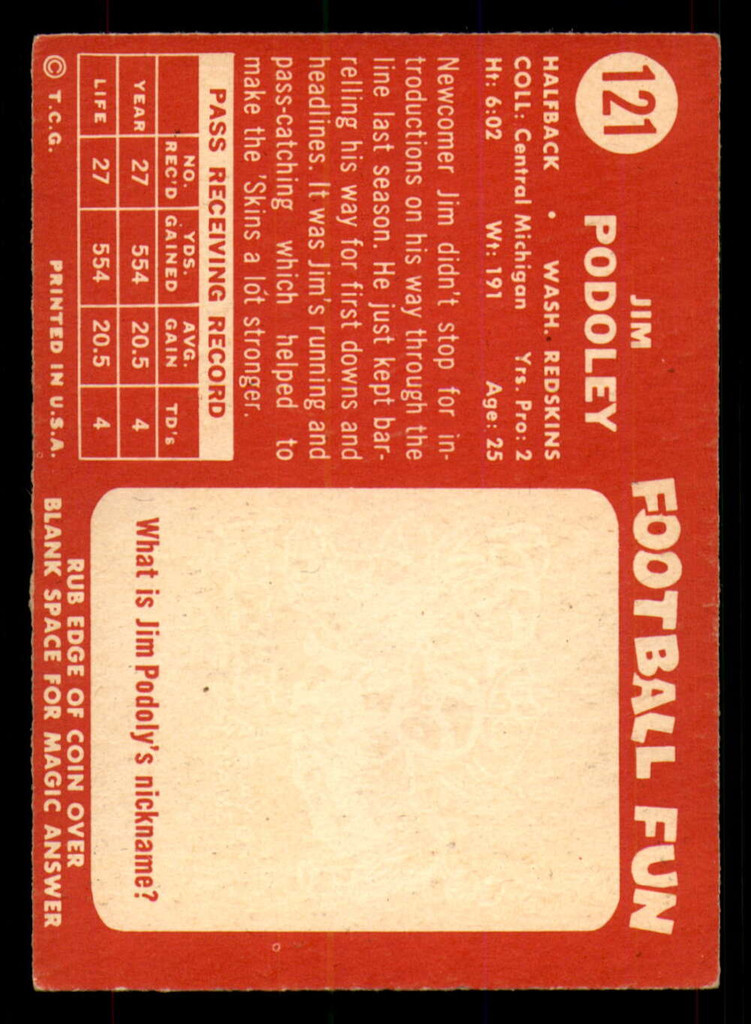 121
JIM
PODOLEY
HALFBACK • WASH. REDSKINS
COLL: Central Michigan Yrs. Pro: 2
Ht: 6:02 Wt: 191 Age: 25
Newcomer Jim didn't stop for in-
troductions on his way through the
line last season. He just kept bar-
relling his way for first downs and
headlines. It was Jim's running and
pass-catching which helped to
make the 'Skins a lot stronger.
PASS RECEIVING RECORD
NO. YDS. AVG.
REC'D GAINED GAIN TD's
YEAR 27 554 20.5 4
LIFE 27 554 20.5 4
© T.C.G. PRINTED IN U.S.A.
FOOTBALL FUN
What is Jim Podoly's nickname?
RUB EDGE OF COIN OVER
BLANK SPACE FOR MAGIC ANSWER